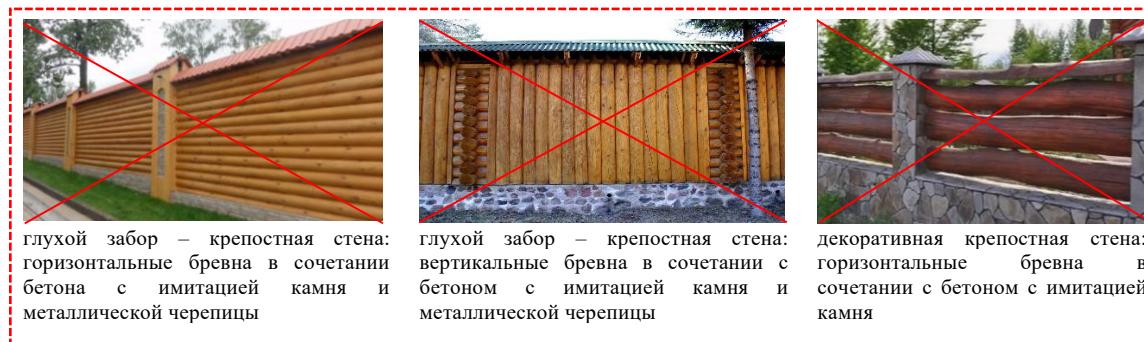 глухой забор – крепостная стена:
горизонтальные бревна в сочетании
бетона с имитацией камня и
металлической черепицы
глухой забор – крепостная стена:
вертикальные бревна в сочетании с
бетоном с имитацией камня и
металлической черепицы
декоративная крепостная стена:
горизонтальные бревна в
сочетании с бетоном с имитацией
камня